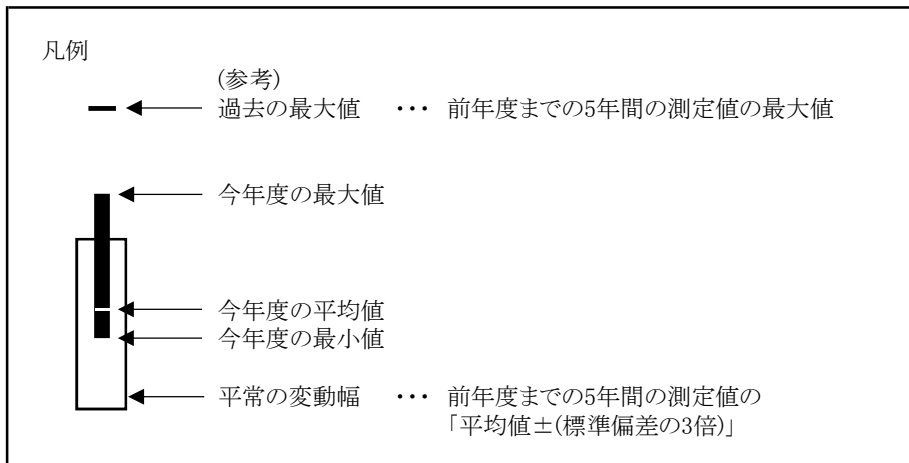 凡例
(参考)
過去の最大値 ・・・ 前年度までの5年間の測定値の最大値
今年度の最大値
今年度の平均値
今年度の最小値
平常の変動幅 ・・・ 前年度までの5年間の測定値の
「平均値±(標準偏差の3倍)」